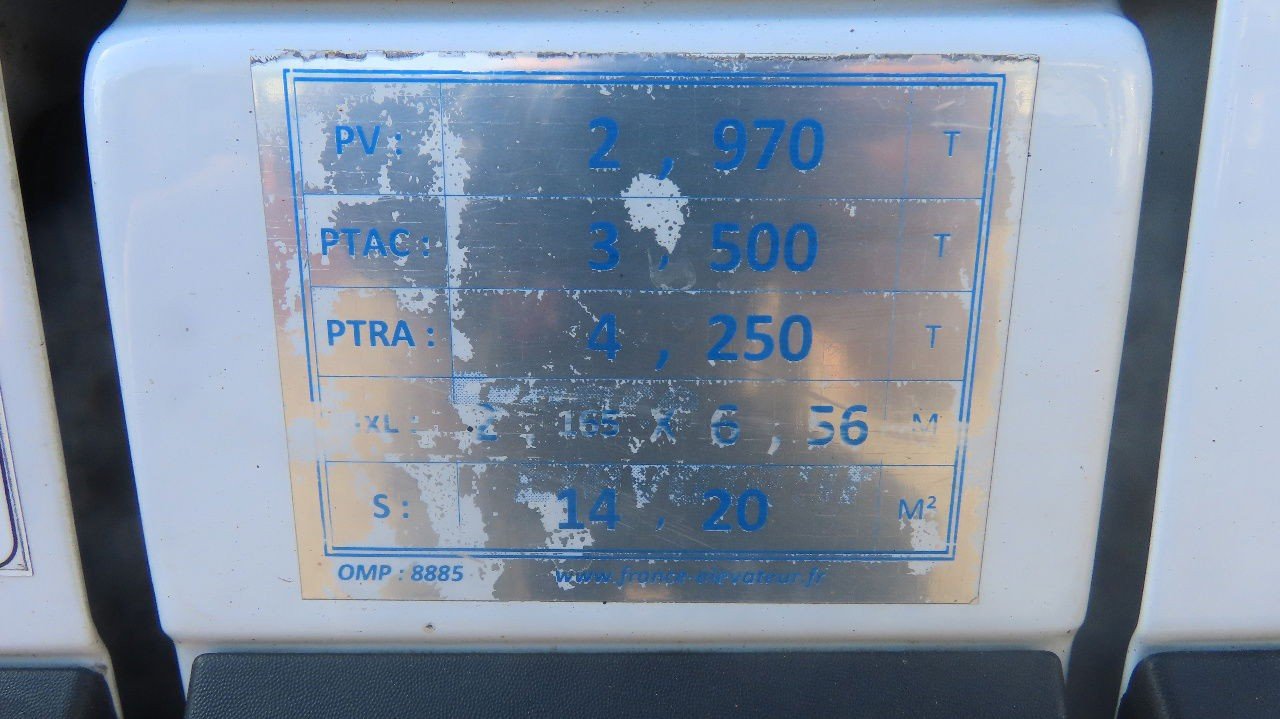 PV : 2 , 970 T
PTAC : 3 , 500 T
PTRA : 4 , 250 T
xL : 2 , 165 X 6 , 56 M
S : 14 , 20 M²
OMP : 8885 www.france-elevateur.fr